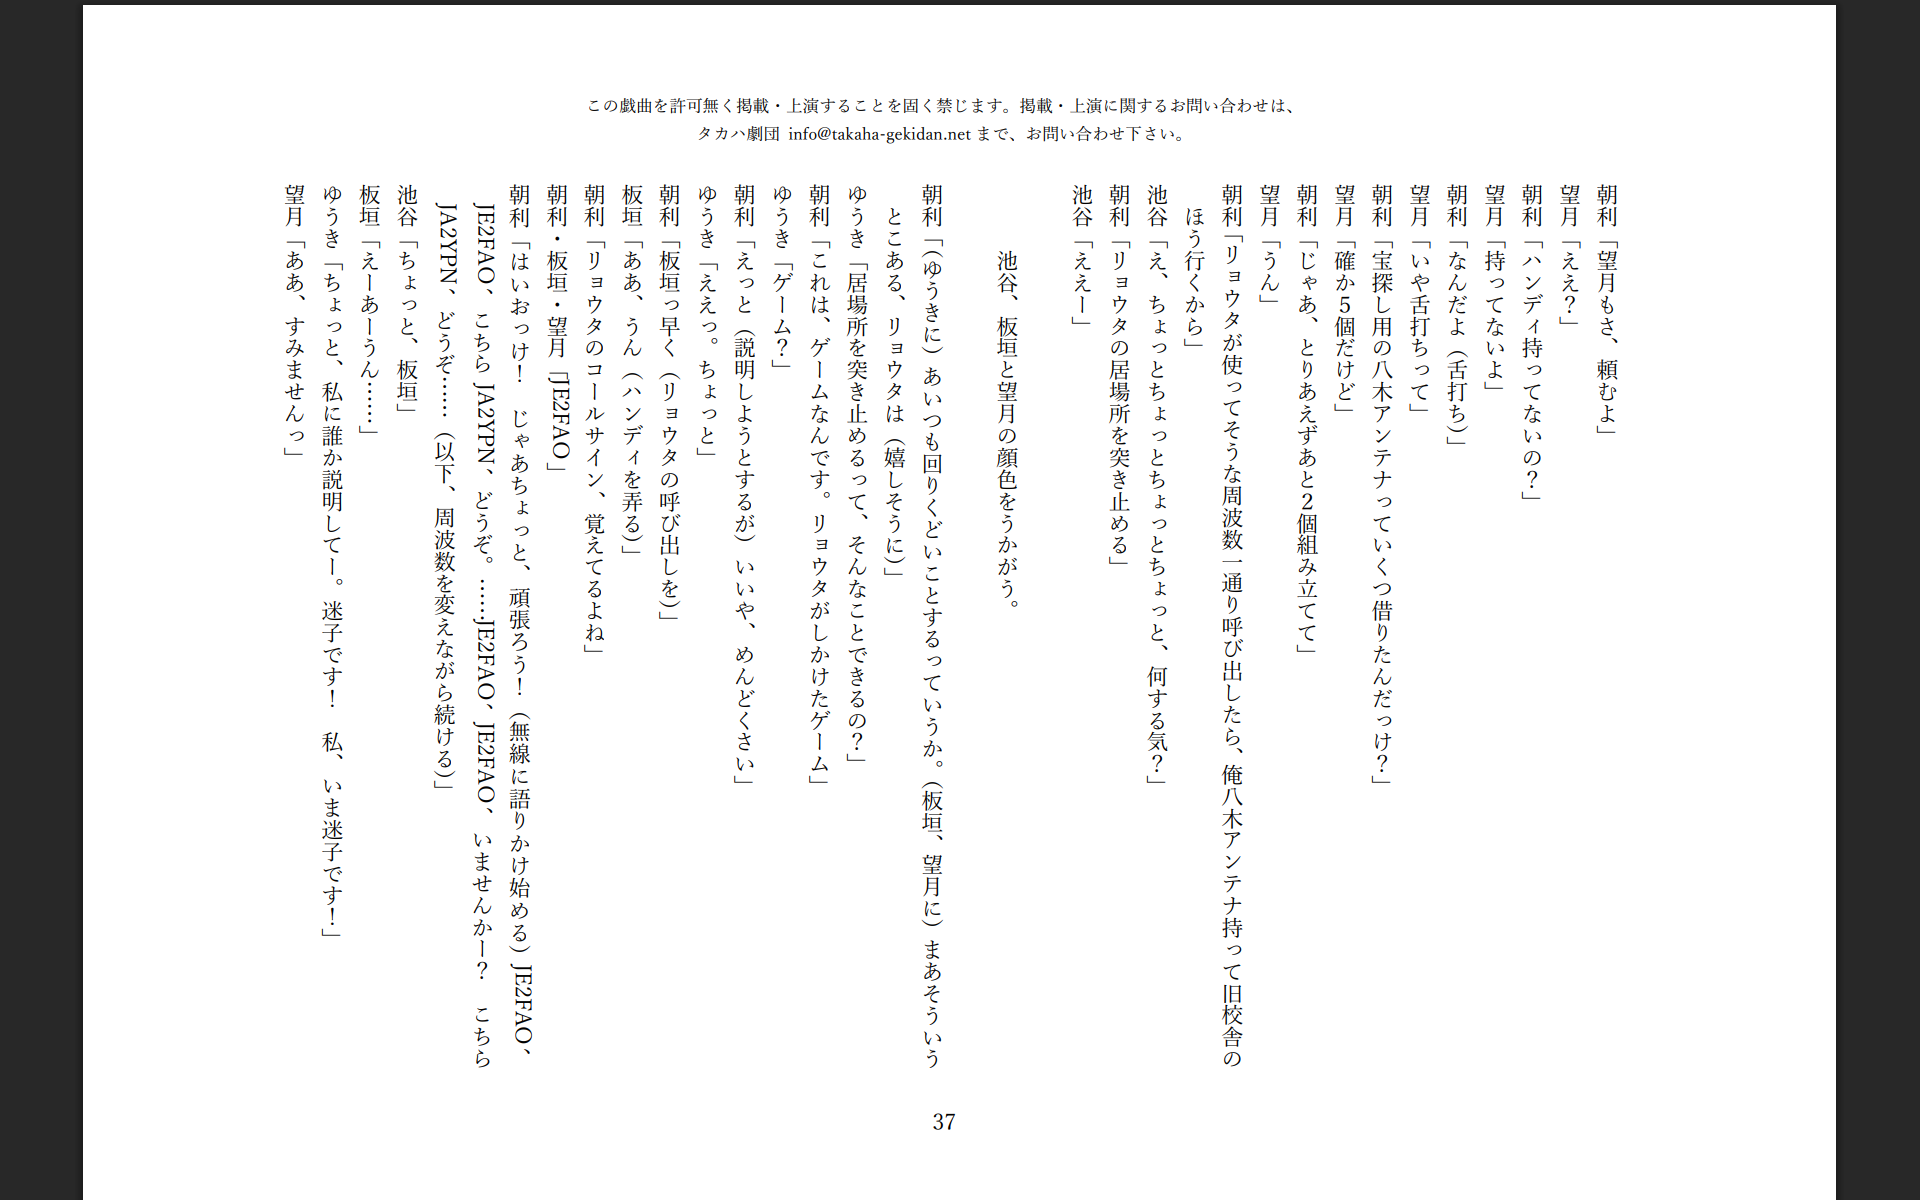 この戯曲を許可無く掲載・上演することを固く禁じます。掲載・上演に関するお問い合わせは、
タカハ劇団 info@takaha-gekidan.net まで、お問い合わせ下さい。
朝利「望月もさ、頼むよ」
望月「ええ？」
朝利「ハンディ持ってないの？」
望月「持ってないよ」
朝利「なんだよ（舌打ち）」
望月「いや舌打ちって」
朝利「宝探し用の八木アンテナっていくつ借りたんだっけ？」
望月「確か５個だけど」
朝利「じゃあ、とりあえずあと２個組み立てて」
望月「うん」
朝利「リョウタが使ってそうな周波数一通り呼び出したら、俺八木アンテナ持って旧校舎の
ほう行くから」
池谷「え、ちょっとちょっとちょっとちょっと、何する気？」
朝利「リョウタの居場所を突き止める」
池谷「ええー」
池谷、板垣と望月の顔色をうかがう。
朝利「（ゆうきに）あいつも回りくどいことするっていうか。（板垣、望月に）まあそういう
とこある、リョウタは（嬉しそうに）」
ゆうき「居場所を突き止めるって、そんなことできるの？」
朝利「これは、ゲームなんです。リョウタがしかけたゲーム」
ゆうき「ゲーム？」
朝利「えっと（説明しようとするが）いいや、めんどくさい」
ゆうき「ええっ。ちょっと」
朝利「板垣っ早く（リョウタの呼び出しを）」
板垣「ああ、うん（ハンディを弄る）」
朝利「リョウタのコールサイン、覚えてるよね」
朝利・板垣・望月「JE2FAO」
朝利「はいおっけ！　じゃあちょっと、頑張ろう！（無線に語りかけ始める）JE2FAO、
JE2FAO、こちら JA2YPN、どうぞ。……JE2FAO、JE2FAO、いませんかー？　こちら
JA2YPN、どうぞ……（以下、周波数を変えながら続ける）」
池谷「ちょっと、板垣」
板垣「えーあーうん……」
ゆうき「ちょっと、私に誰か説明してー。迷子です！　私、いま迷子です！」
望月「ああ、すみませんっ」
37